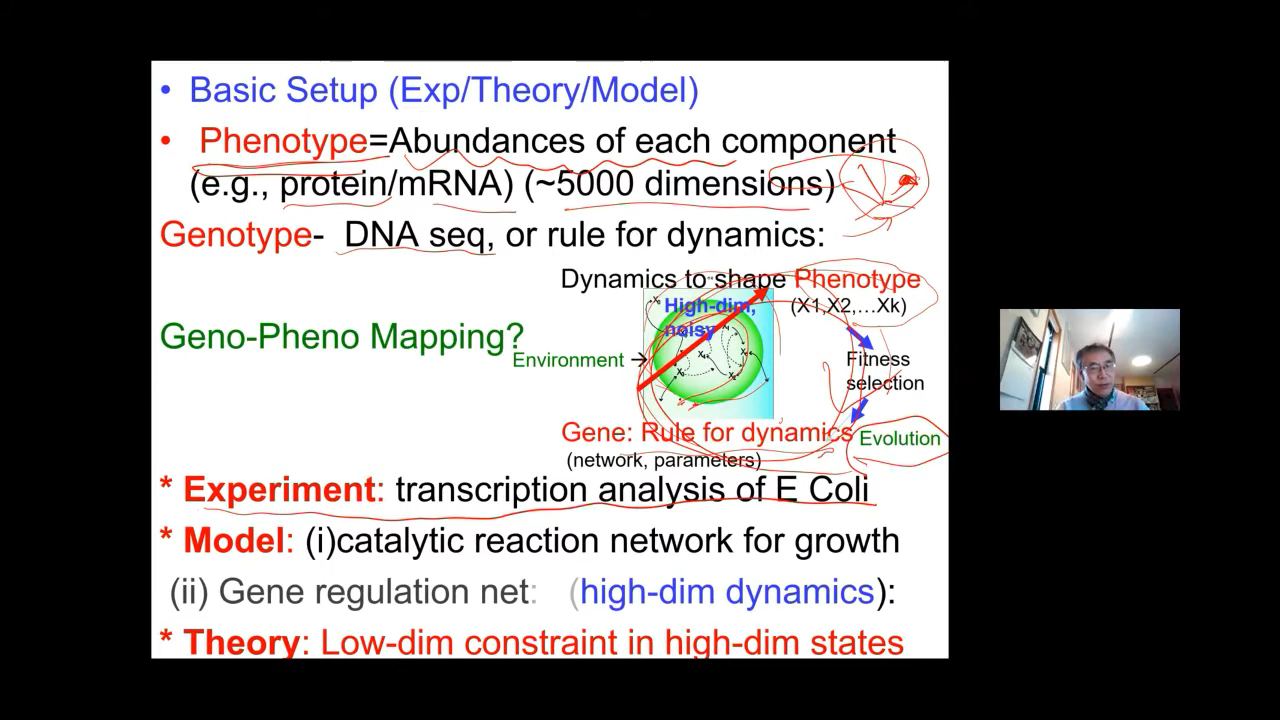 • Basic Setup (Exp/Theory/Model)
• Phenotype=Abundances of each component
(e.g., protein/mRNA) (~5000 dimensions)
Genotype- DNA seq, or rule for dynamics:
Dynamics to shape Phenotype
High-dim,
noisy
(X1,X2,…Xk)
Geno-Pheno Mapping?
Environment →
Fitness
selection
Gene: Rule for dynamics
Evolution
(network, parameters)
* Experiment: transcription analysis of E Coli
* Model: (i)catalytic reaction network for growth
(ii) Gene regulation net: (high-dim dynamics):
* Theory: Low-dim constraint in high-dim states